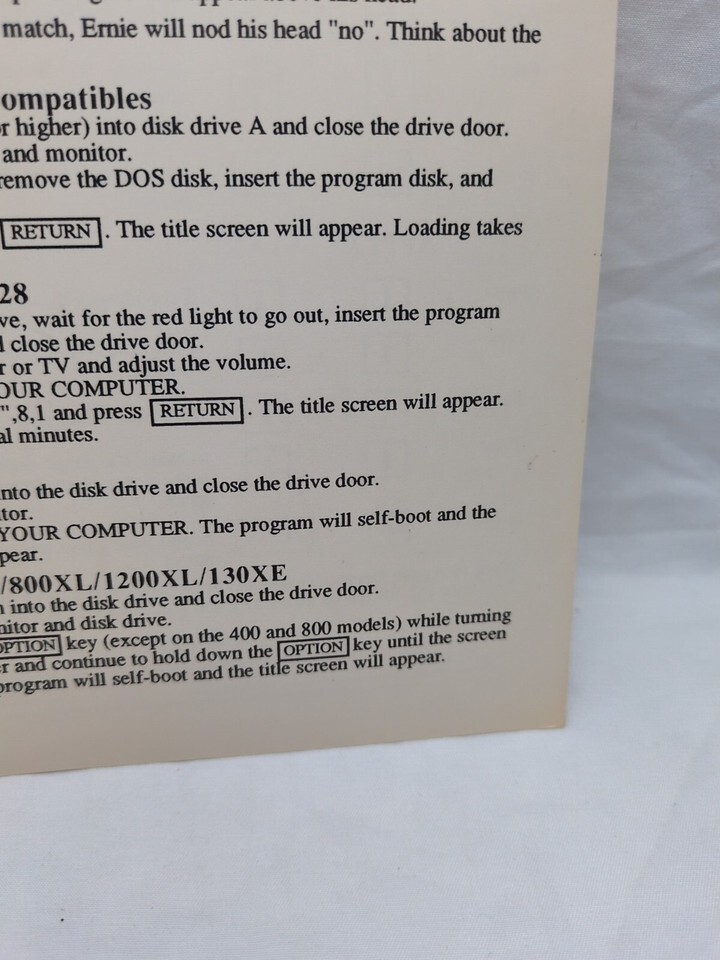 match, Ernie will nod his head "no". Think about the
ompatibles
r higher) into disk drive A and close the drive door.
and monitor.
remove the DOS disk, insert the program disk, and
RETURN. The title screen will appear. Loading takes
28
ve, wait for the red light to go out, insert the program
l close the drive door.
r or TV and adjust the volume.
OUR COMPUTER.
",8,1 and press RETURN. The title screen will appear.
al minutes.
nto the disk drive and close the drive door.
tor.
YOUR COMPUTER. The program will self-boot and the
pear.
/800XL/1200XL/130XE
n into the disk drive and close the drive door.
nitor and disk drive.
OPTION key (except on the 400 and 800 models) while turning
r and continue to hold down the OPTION key until the screen
program will self-boot and the title screen will appear.